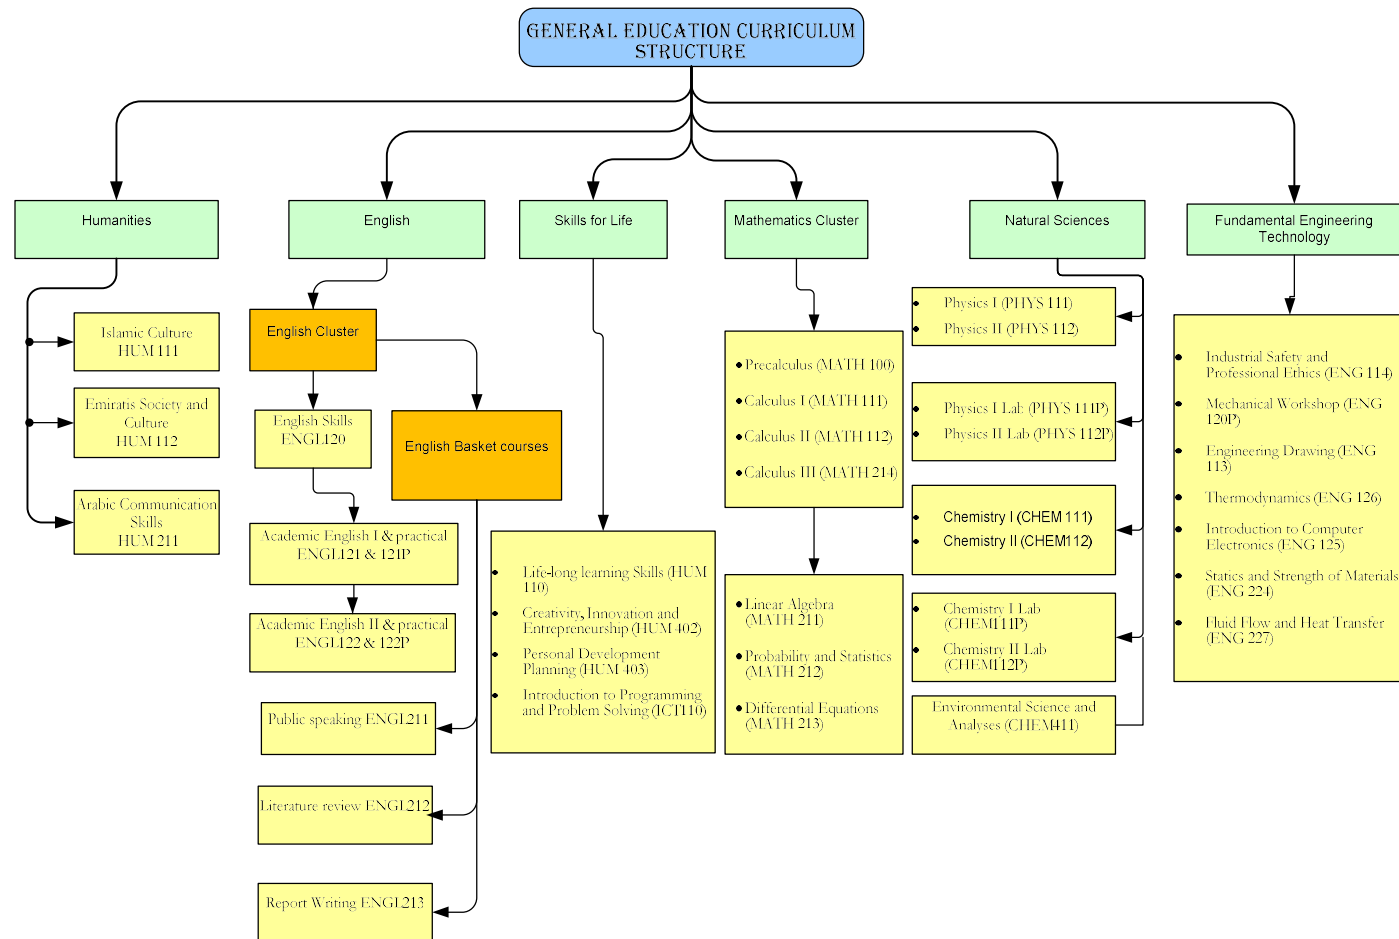 GENERAL EDUCATION CURRICULUM
STRUCTURE
Humanities
English
Skills for Life
Mathematics Cluster
Natural Sciences
Fundamental Engineering
Technology
Islamic Culture
HUM 111
Emiratis Society and
Culture
HUM 112
Arabic Communication
Skills
HUM 211
English Cluster
English Skills
ENGL120
English Basket courses
Academic English I & practical
ENGL121 & 121P
Academic English II & practical
ENGL122 & 122P
Public speaking ENGL211
Literature review ENGL212
Report Writing ENGL213
• Life-long learning Skills (HUM
110)
• Creativity, Innovation and
Entrepreneurship (HUM 402)
• Personal Development
Planning (HUM 403)
• Introduction to Programming
and Problem Solving (ICT110)
• Precalculus (MATH 100)
• Calculus I (MATH 111)
• Calculus II (MATH 112)
• Calculus III (MATH 214)
• Linear Algebra
(MATH 211)
• Probability and Statistics
(MATH 212)
• Differential Equations
(MATH 213)
• Physics I (PHYS 111)
• Physics II (PHYS 112)
• Physics I Lab (PHYS 111P)
• Physics II Lab (PHYS 112P)
• Chemistry I (CHEM 111)
• Chemistry II (CHEM112)
• Chemistry I Lab
(CHEM111P)
• Chemistry II Lab
(CHEM112P)
Environmental Science and
Analyses (CHEM411)
• Industrial Safety and
Professional Ethics (ENG 114)
• Mechanical Workshop (ENG
120P)
• Engineering Drawing (ENG
113)
• Thermodynamics (ENG 126)
• Introduction to Computer
Electronics (ENG 125)
• Statics and Strength of Materials
(ENG 224)
• Fluid Flow and Heat Transfer
(ENG 227)